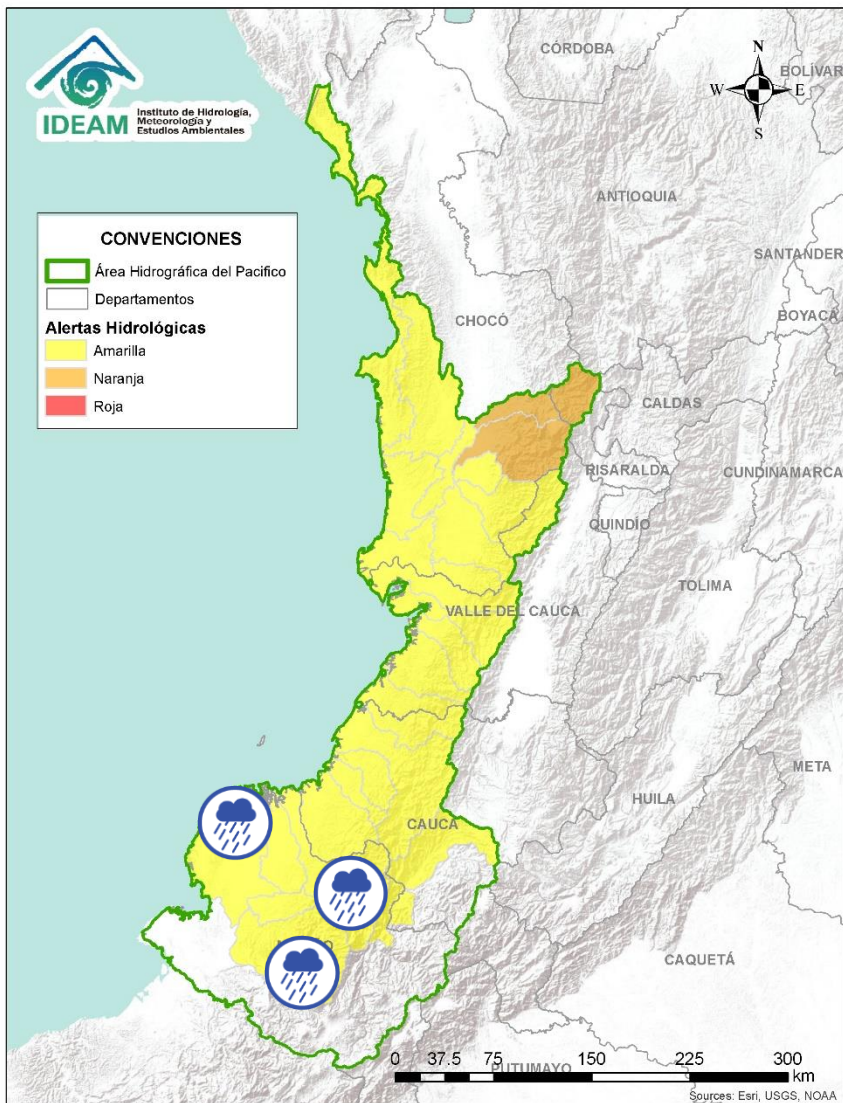 IDEAM
Instituto de Hidrología,
Meteorología y
Estudios Ambientales
N
W
E
S
CÓRDOBA
BOLÍVAR
ANTIOQUIA
SANTANDER
BOYACA
CHOCÓ
CALDAS
RISARALDA
CUNDINAMARCA
QUINDÍO
TOLIMA
VALLE DEL CAUCA
META
HUILA
CAUCA
CAQUETÁ
PUTUMAYO
CONVENCIONES
Área Hidrográfica del Pacifico
Departamentos
Alertas Hidrológicas
Amarilla
Naranja
Roja
0 37.5 75 150 225 300
km
Sources: Esri, USGS, NOAA